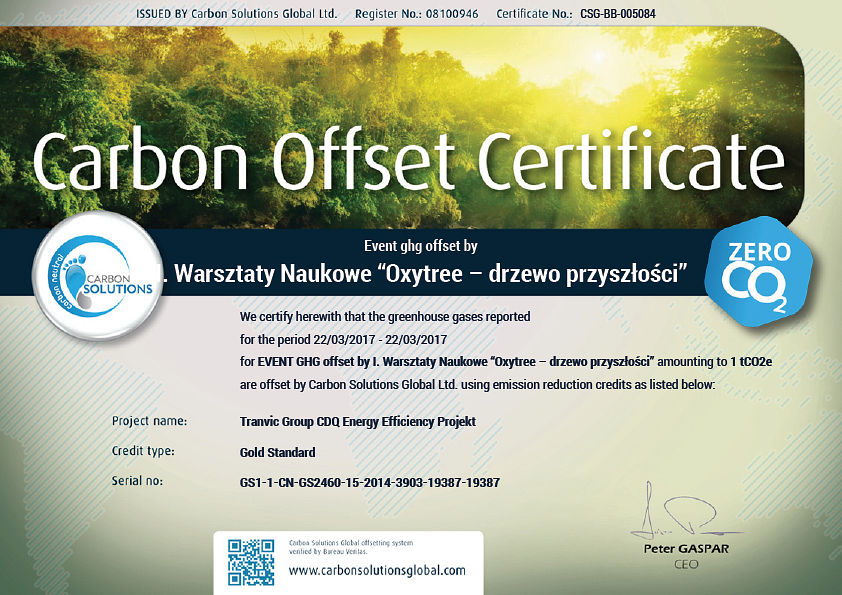 ISSUED BY Carbon Solutions Global Ltd. Register No.: 08100946 Certificate No.: CSG-BB-005084
Carbon Offset Certificate
Event ghg offset by
I. Warsztaty Naukowe “Oxytree – drzewo przyszłości”
carbon neutral
CARBON
SOLUTIONS
ZERO
CO2
We certify herewith that the greenhouse gases reported
for the period 22/03/2017 - 22/03/2017
for EVENT GHG offset by I. Warsztaty Naukowe “Oxytree – drzewo przyszłości” amounting to 1 tCO2e
are offset by Carbon Solutions Global Ltd. using emission reduction credits as listed below:
Project name: Tranvic Group CDQ Energy Efficiency Projekt
Credit type: Gold Standard
Serial no: GS1-1-CN-GS2460-15-2014-3903-19387-19387
Carbon Solutions Global offsetting system
verified by Bureau Veritas.
www.carbonsolutionsglobal.com
Peter GASPAR
CEO